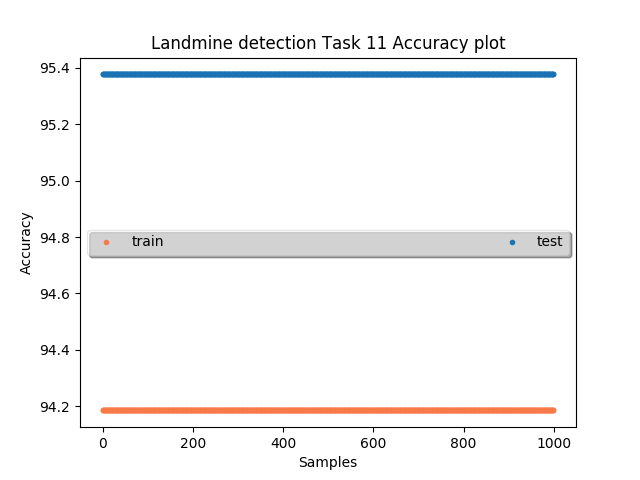 Landmine detection Task 11 Accuracy plot
95.4
95.2
95.0
94.8
94.6
94.4
94.2
Accuracy
train
test
0 200 400 600 800 1000
Samples